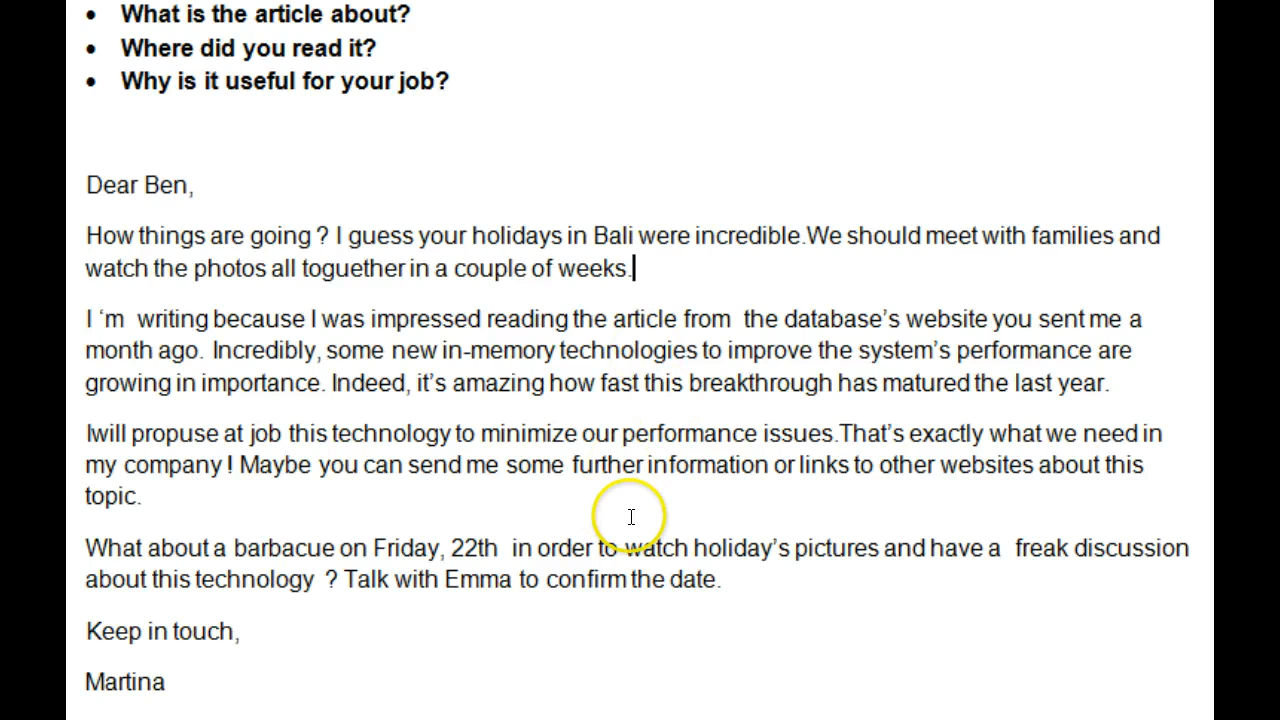 • What is the article about?
• Where did you read it?
• Why is it useful for your job?
Dear Ben,
How things are going ? I guess your holidays in Bali were incredible.We should meet with families and
watch the photos all toguether in a couple of weeks.
I ‘m  writing because I was impressed reading the article from  the database’s website you sent me a
month ago. Incredibly, some new in-memory technologies to improve the system’s performance are
growing in importance. Indeed, it’s amazing how fast this breakthrough has matured the last year.
Iwill propuse at job this technology to minimize our performance issues.That’s exactly what we need in
my company ! Maybe you can send me some further information or links to other websites about this
topic.
What about a barbacue on Friday, 22th  in order to watch holiday’s pictures and have a  freak discussion
about this technology  ? Talk with Emma to confirm the date.
Keep in touch,
Martina